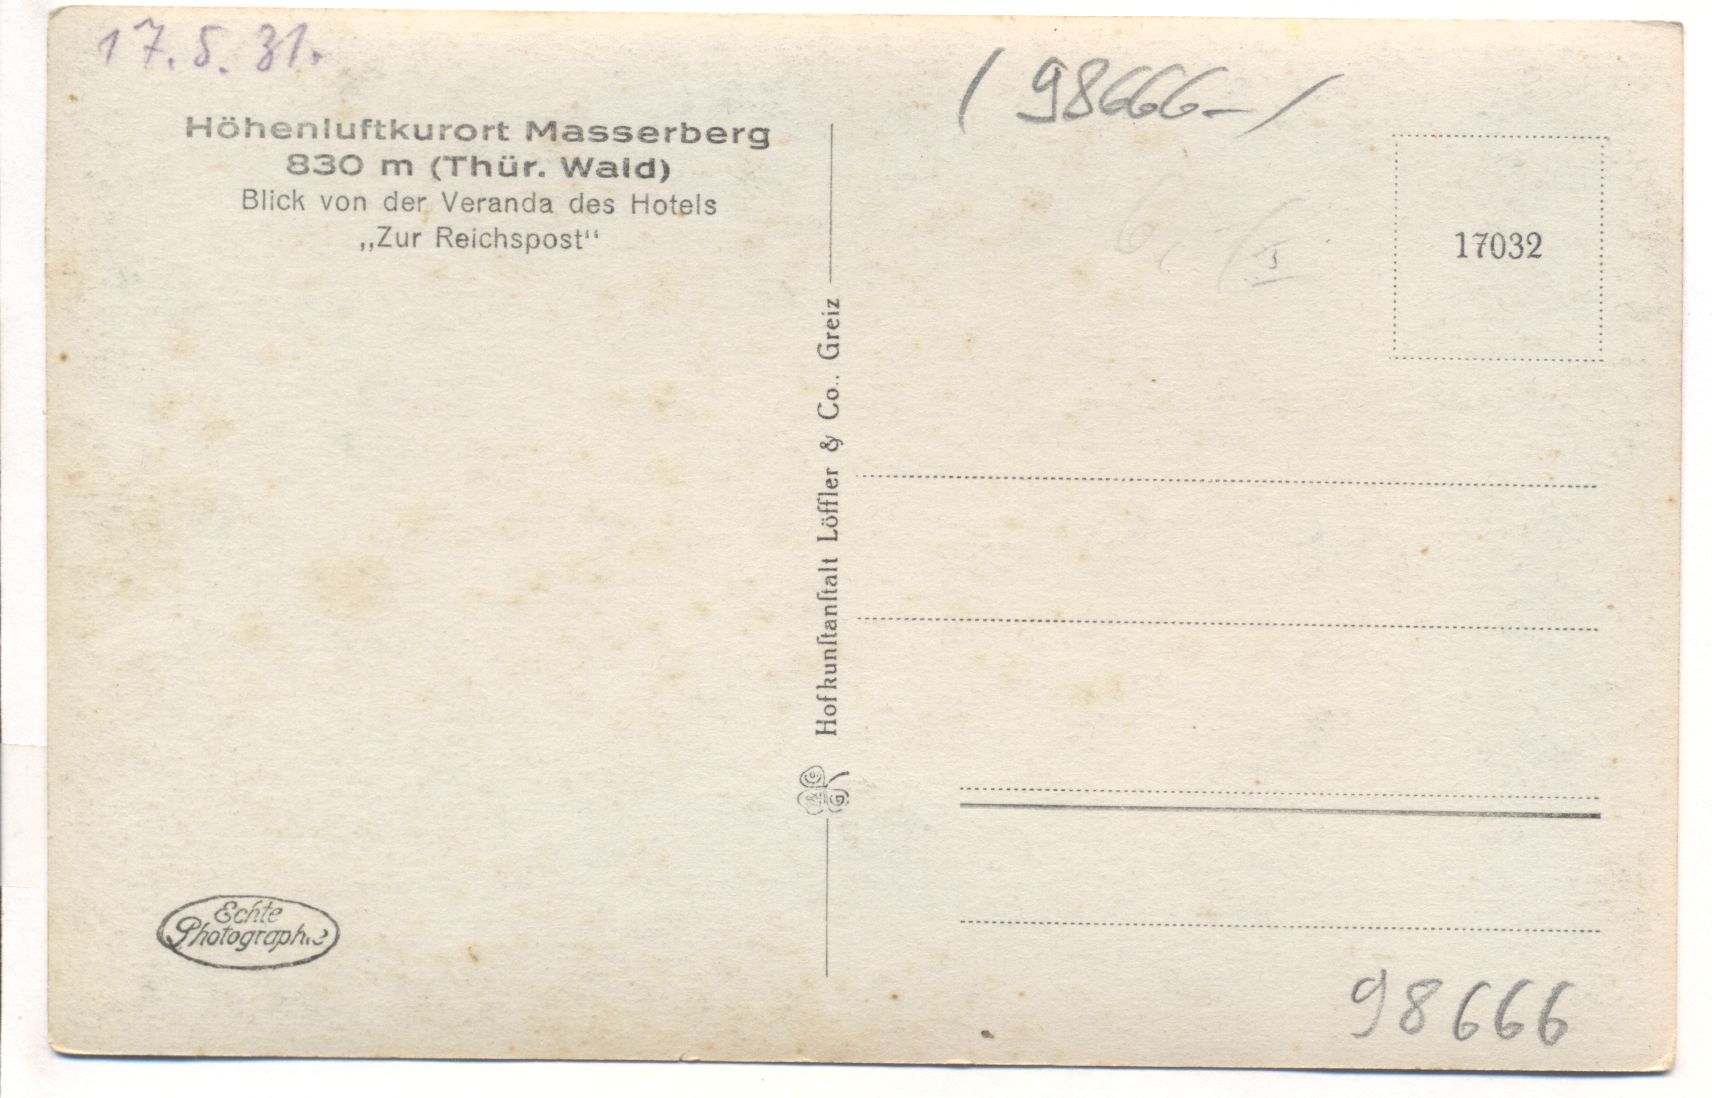 17.5.31.
Höhenluftkurort Masserberg
830 m (Thür. Wald)
Blick von der Veranda des Hotels
„Zur Reichspost“
Echte
Photographie
Hofkunſtanſtalt Löffler & Co., Greiz
(98666-)
17032
98666